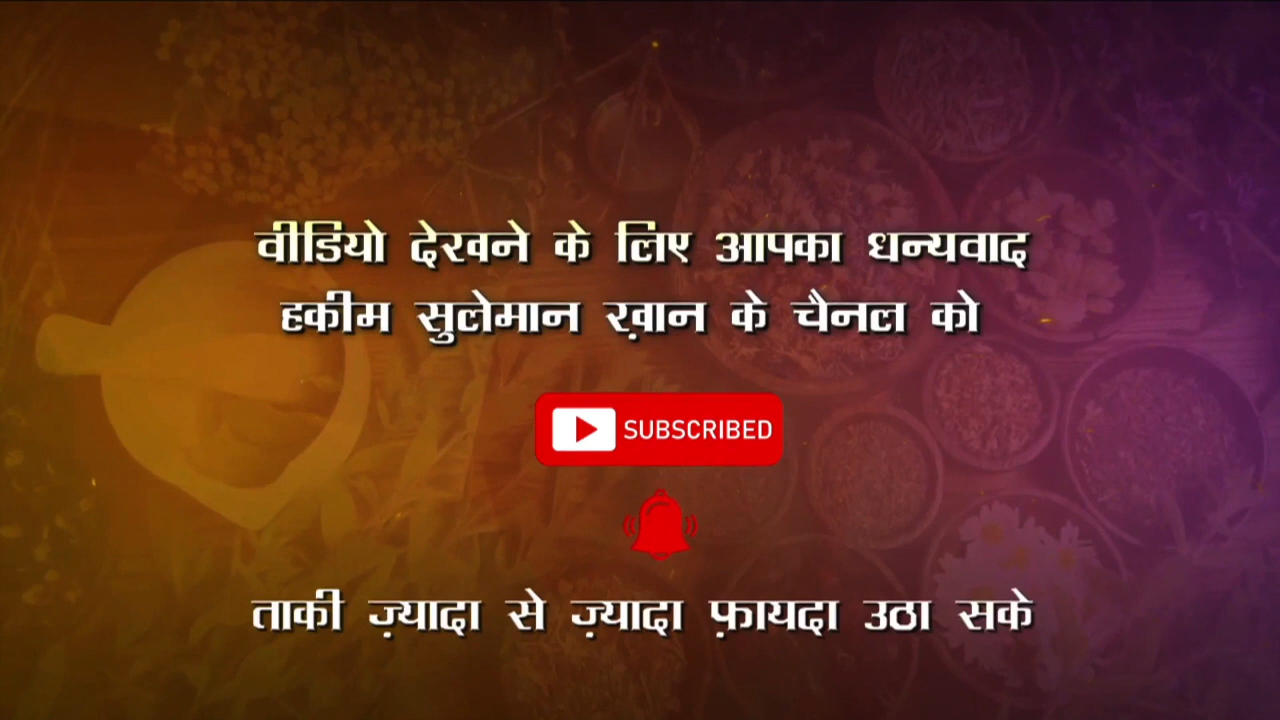 वीडियो देखने के लिए आपका धन्यवाद
हकीम सुलेमान ख़ान के चैनल को
SUBSCRIBED
ताकी ज़्यादा से ज़्यादा फ़ायदा उठा सके